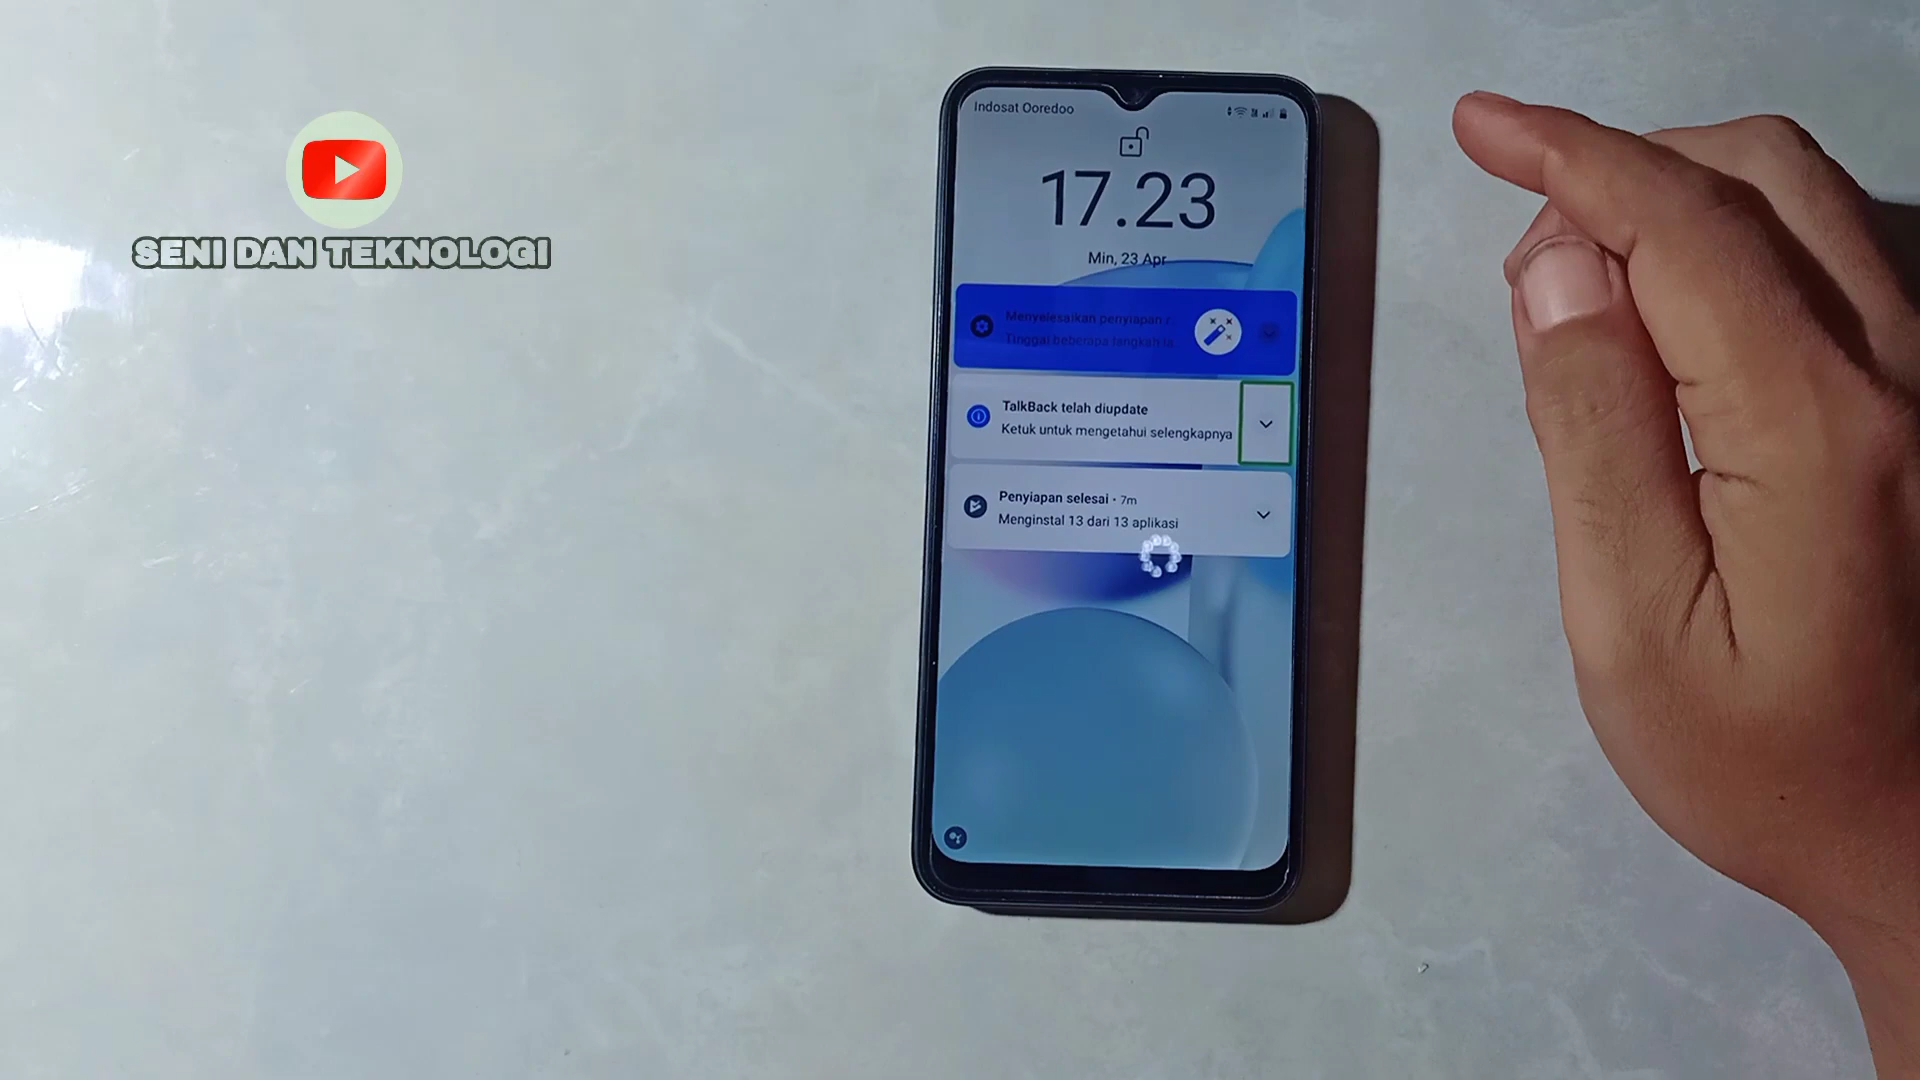 SENI DAN TEKNOLOGI
Indosat Ooredoo
17.23
Min, 23 Apr
Menyelesaikan penyiapan
Tinggal beberapa langkah
TalkBack telah diupdate
Ketuk untuk mengetahui selengkapnya
Penyiapan selesai • 7m
Menginstal 13 dari 13 aplikasi